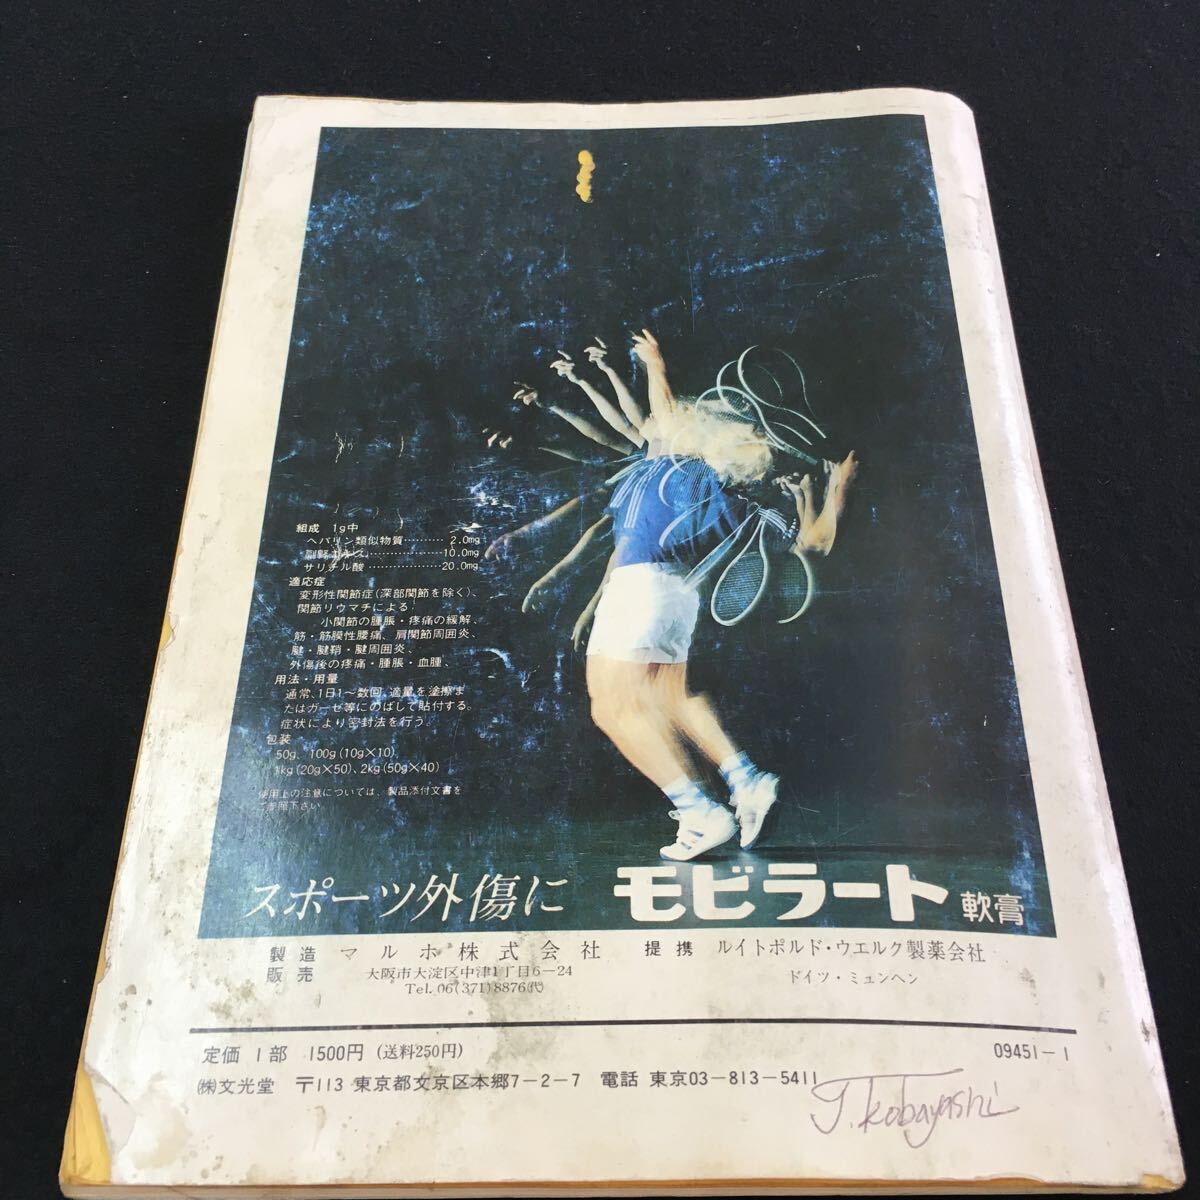 組成 1g中
ヘパリン類似物質……… 2.0mg
副腎エキス………………10.0mg
サリチル酸………………20.0mg
適応症
変形性関節症(深部関節を除く)、
関節リウマチによる
小関節の腫脹・疼痛の緩解、
筋・筋膜性腰痛、肩関節周囲炎、
腱・腱鞘・腱周囲炎、
外傷後の疼痛・腫脹・血腫、
用法・用量
通常、1日1〜数回、適量を塗擦ま
たはガーゼ等にのばして貼付する。
症状により密封法を行う。
包装
50g、100g(10g×10)
1kg(20g×50)、2kg(50g×40)
使用上の注意については、製品添付文書を
ご参照下さい
スポーツ外傷に モビラート 軟膏
製造 マルホ株式会社 提携 ルイトポルド・ウエルク製薬会社
販売 大阪市大淀区中津1丁目6-24 ドイツ・ミュンヘン
Tel. 06(371)8876(代)
定価 1部 1500円 (送料250円) 09451-1
㈱文光堂 〒113 東京都文京区本郷7-2-7 電話 東京03-813-5411
T. Kobayashi